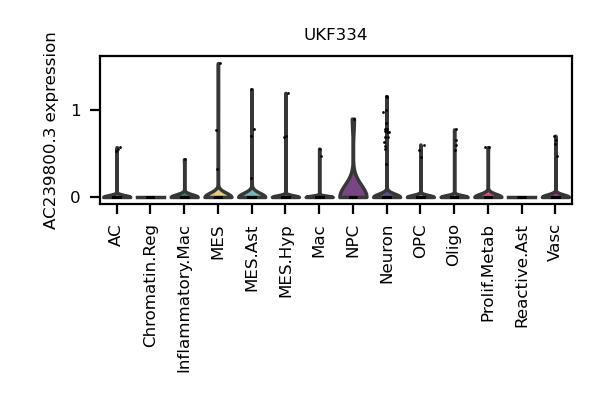 UKF334
AC239800.3 expression
1
0
AC
Chromatin.Reg
Inflammatory.Mac
MES
MES.Ast
MES.Hyp
Mac
NPC
Neuron
OPC
Oligo
Prolif.Metab
Reactive.Ast
Vasc